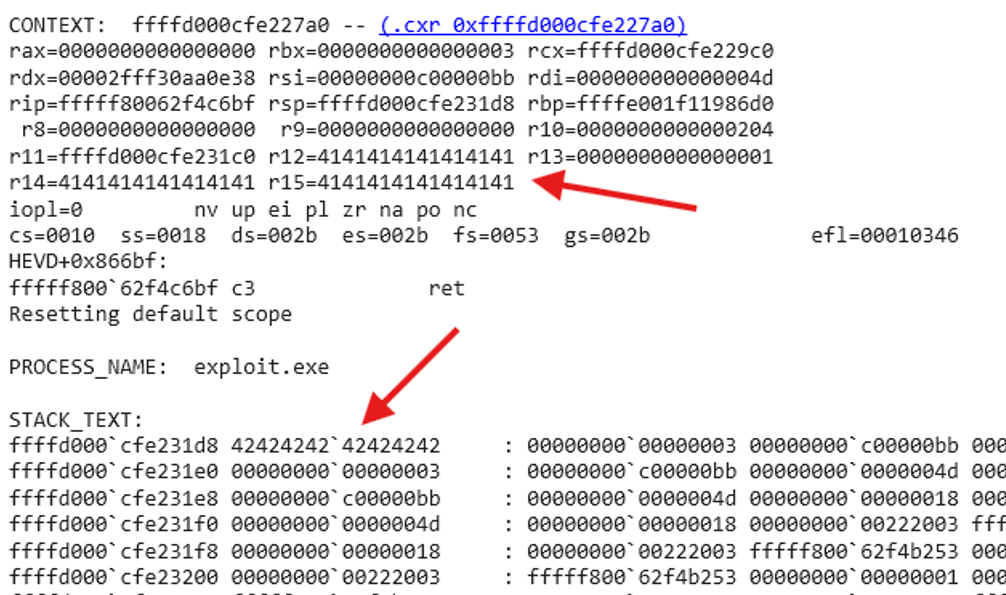 CONTEXT:  ffffd000cfe227a0 -- (.cxr 0xffffd000cfe227a0)
rax=0000000000000000 rbx=0000000000000003 rcx=ffffd000cfe229c0
rdx=00002fff30aa0e38 rsi=00000000c00000bb rdi=000000000000004d
rip=fffff80062f4c6bf rsp=ffffd000cfe231d8 rbp=ffffe001f11986d0
 r8=0000000000000000  r9=0000000000000000 r10=0000000000000204
r11=ffffd000cfe231c0 r12=4141414141414141 r13=0000000000000001
r14=4141414141414141 r15=4141414141414141
iopl=0         nv up ei pl zr na po nc
cs=0010  ss=0018  ds=002b  es=002b  fs=0053  gs=002b             efl=00010346
HEVD+0x866bf:
fffff800`62f4c6bf c3              ret
Resetting default scope
PROCESS_NAME:  exploit.exe
STACK_TEXT:
ffffd000`cfe231d8 42424242`42424242     : 00000000`00000003 00000000`c00000bb 000
ffffd000`cfe231e0 00000000`00000003     : 00000000`c00000bb 00000000`0000004d 000
ffffd000`cfe231e8 00000000`c00000bb     : 00000000`0000004d 00000000`00000018 000
ffffd000`cfe231f0 00000000`0000004d     : 00000000`00000018 00000000`00222003 fff
ffffd000`cfe231f8 00000000`00000018     : 00000000`00222003 fffff800`62f4b253 000
ffffd000`cfe23200 00000000`00222003     : fffff800`62f4b253 00000000`00000001 000